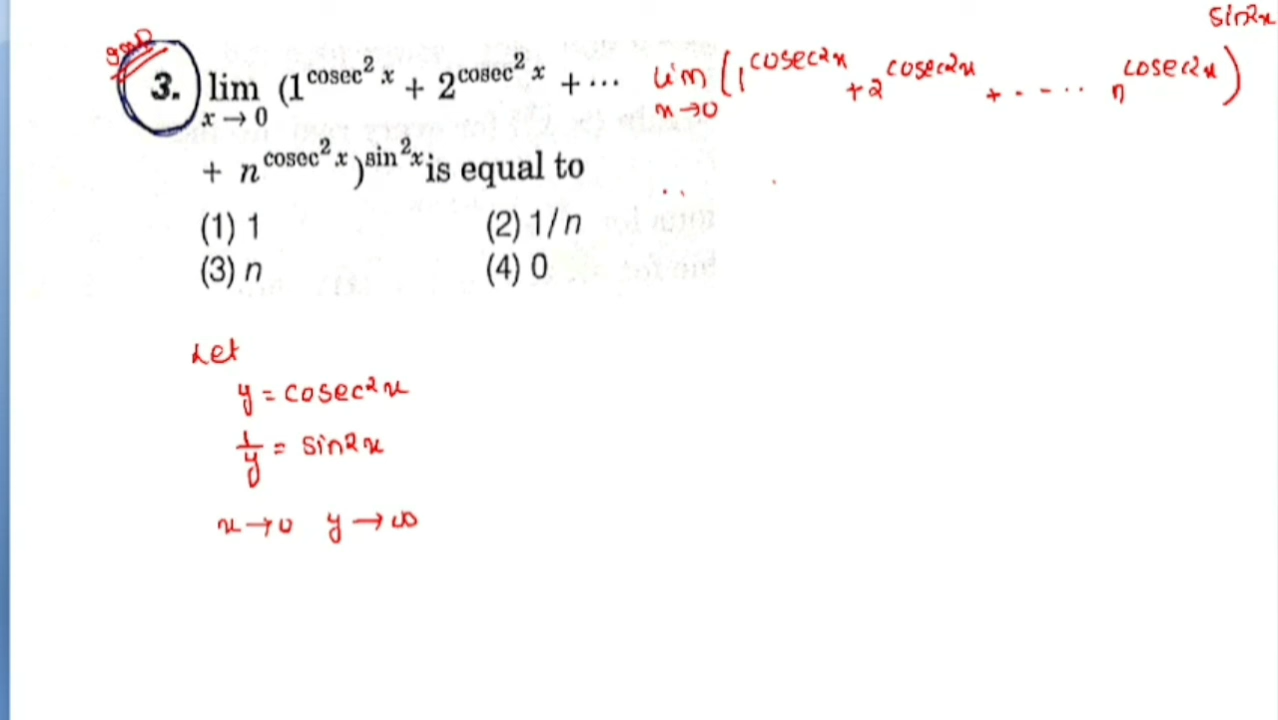 good
3. lim (1^cosec² x + 2^cosec² x + ...
x → 0
+ n^cosec² x)^sin² x is equal to
(1) 1 (2) 1/n
(3) n (4) 0
lim (1^cosec²x + 2^cosec²x + ..... n^cosec²x)^sin²x
x→0
Let
y = cosec²x
1/y = sin²x
x→0 y→∞